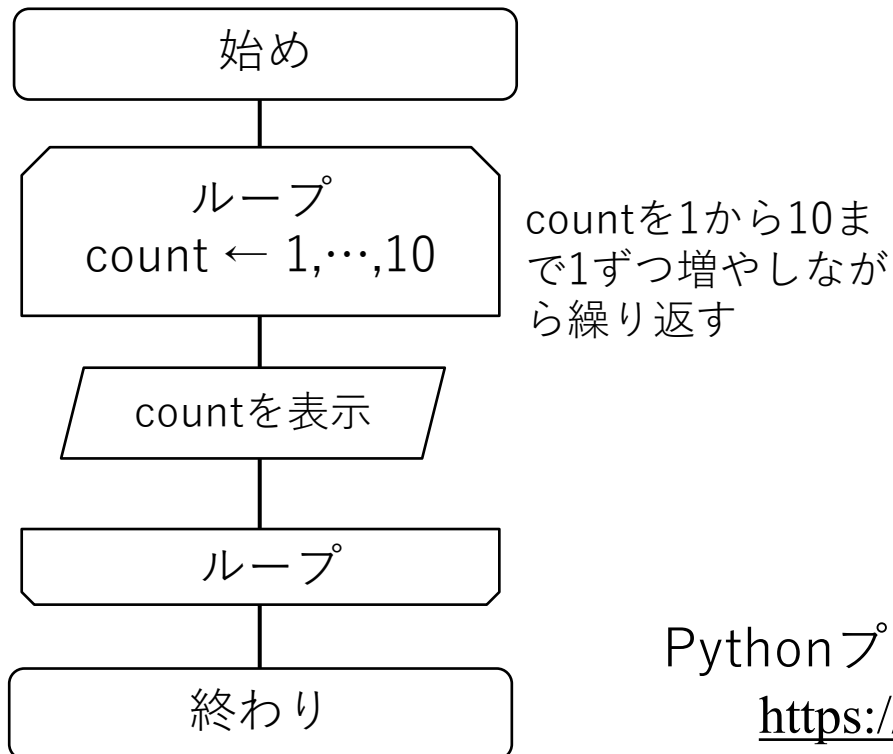 始め
ループ
count ← 1,…,10
countを1から10ま
で1ずつ増やしなが
ら繰り返す
countを表示
ループ
終わり
Pythonプ
https:/